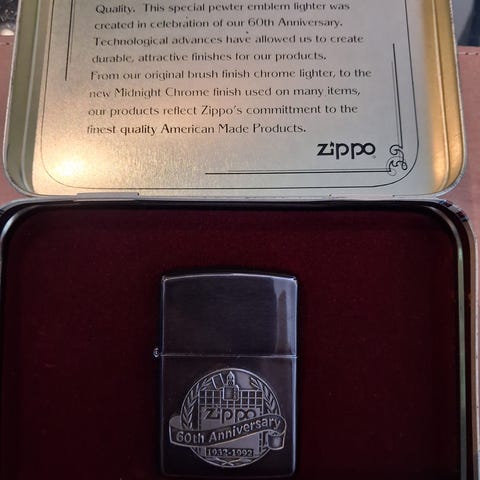 Quality. This special pewter emblem lighter was
created in celebration of our 60th Anniversary.
Technological advances have allowed us to create
durable, attractive finishes for our products.
From our original brush finish chrome lighter, to the
new Midnight Chrome finish used on many items,
our products reflect Zippo's committment to the
finest quality American Made Products.
zippo
zippo
60th Anniversary
1932-1992